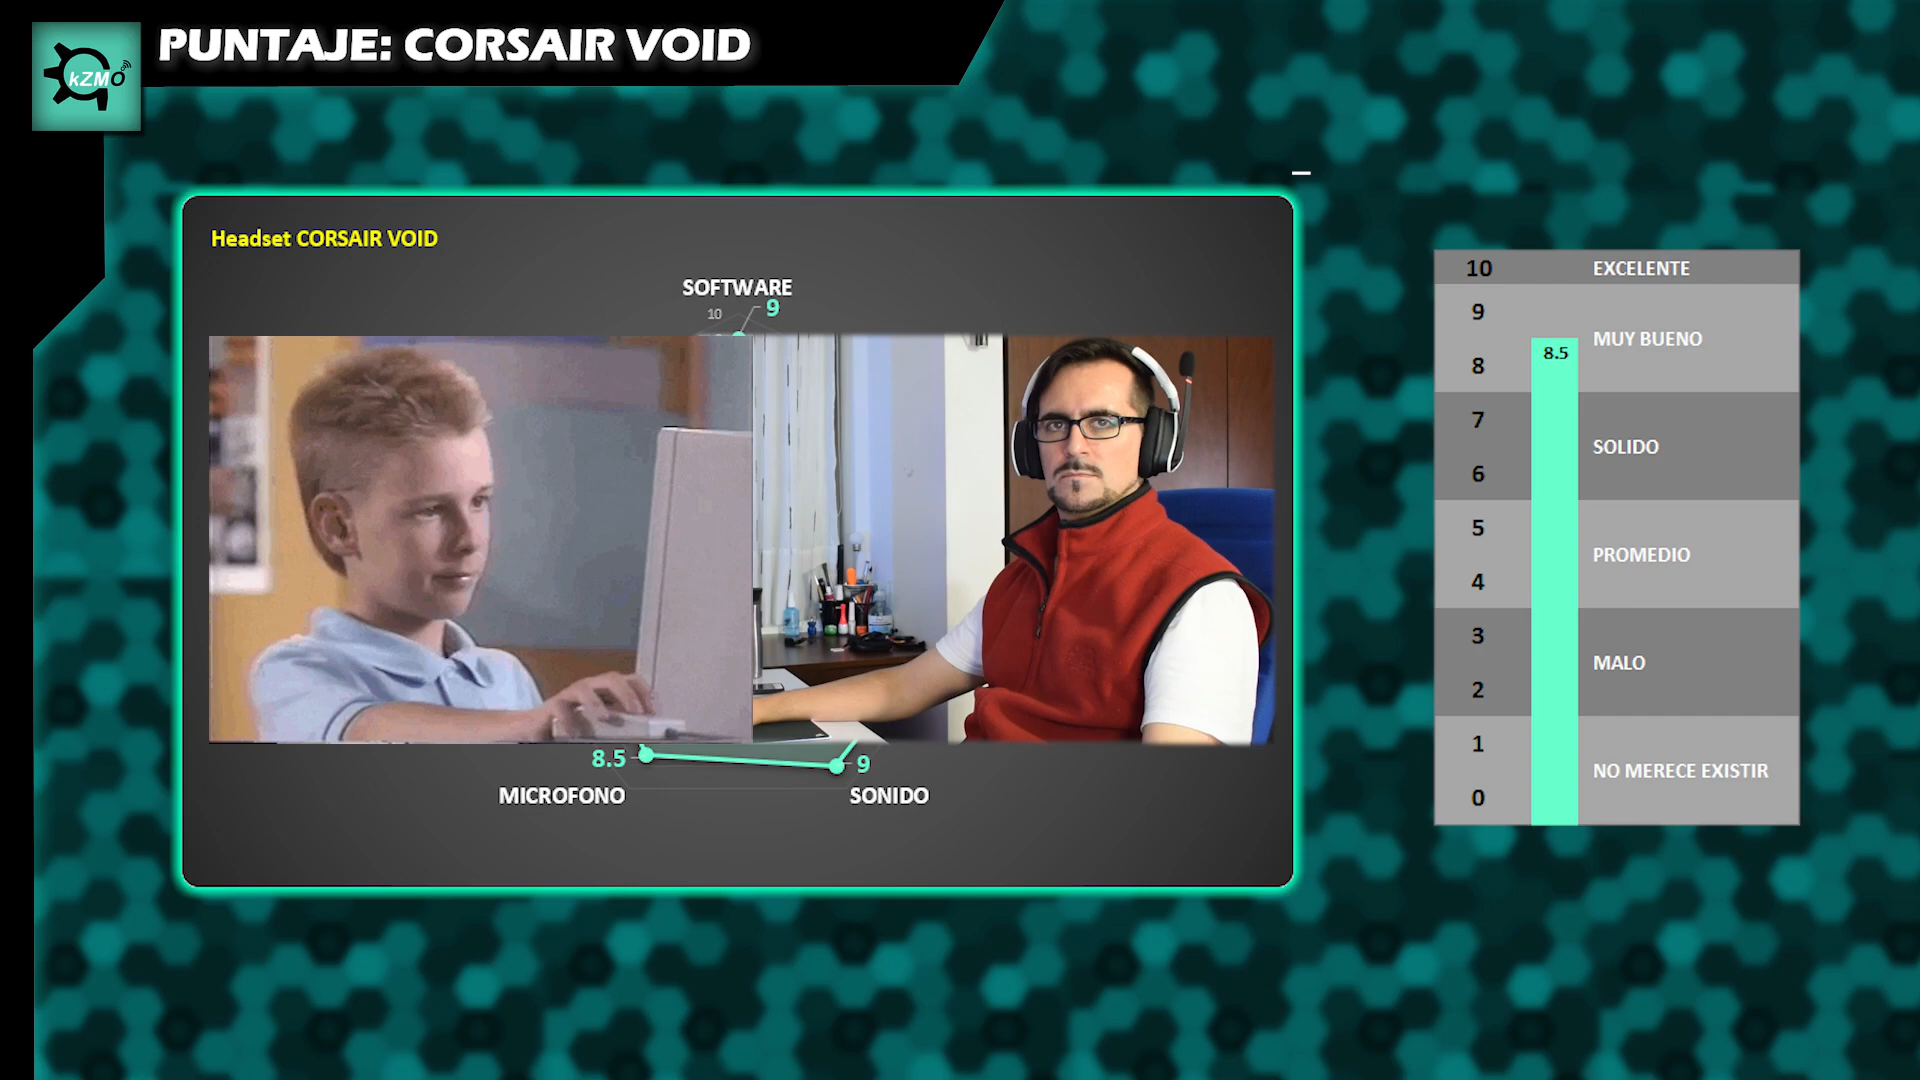 kZMO
PUNTAJE: CORSAIR VOID
Headset CORSAIR VOID
SOFTWARE
10
9
8.5
9
MICROFONO
SONIDO
10 EXCELENTE
9
MUY BUENO
8.5
8
7
SOLIDO
6
5
PROMEDIO
4
3
MALO
2
1
NO MERECE EXISTIR
0